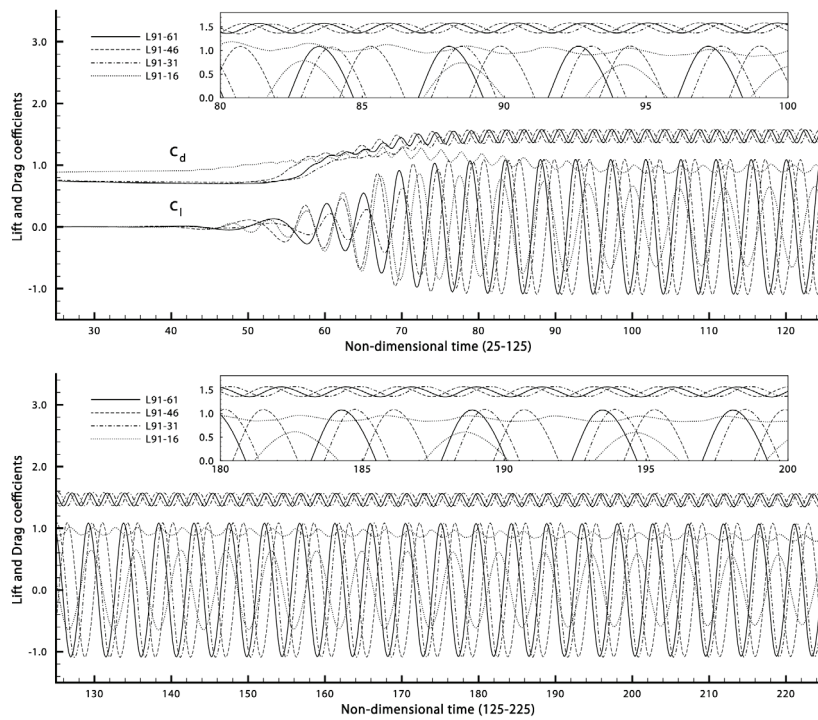 3.0
2.0
1.0
0.0
-1.0
Lift and Drag coefficients
L91-61
L91-46
L91-31
L91-16
1.5
1.0
0.5
0.0
80 85 90 95 100
Cd
Cl
30 40 50 60 70 80 90 100 110 120
Non-dimensional time (25-125)
3.0
2.0
1.0
0.0
-1.0
Lift and Drag coefficients
L91-61
L91-46
L91-31
L91-16
1.5
1.0
0.5
0.0
180 185 190 195 200
130 140 150 160 170 180 190 200 210 220
Non-dimensional time (125-225)